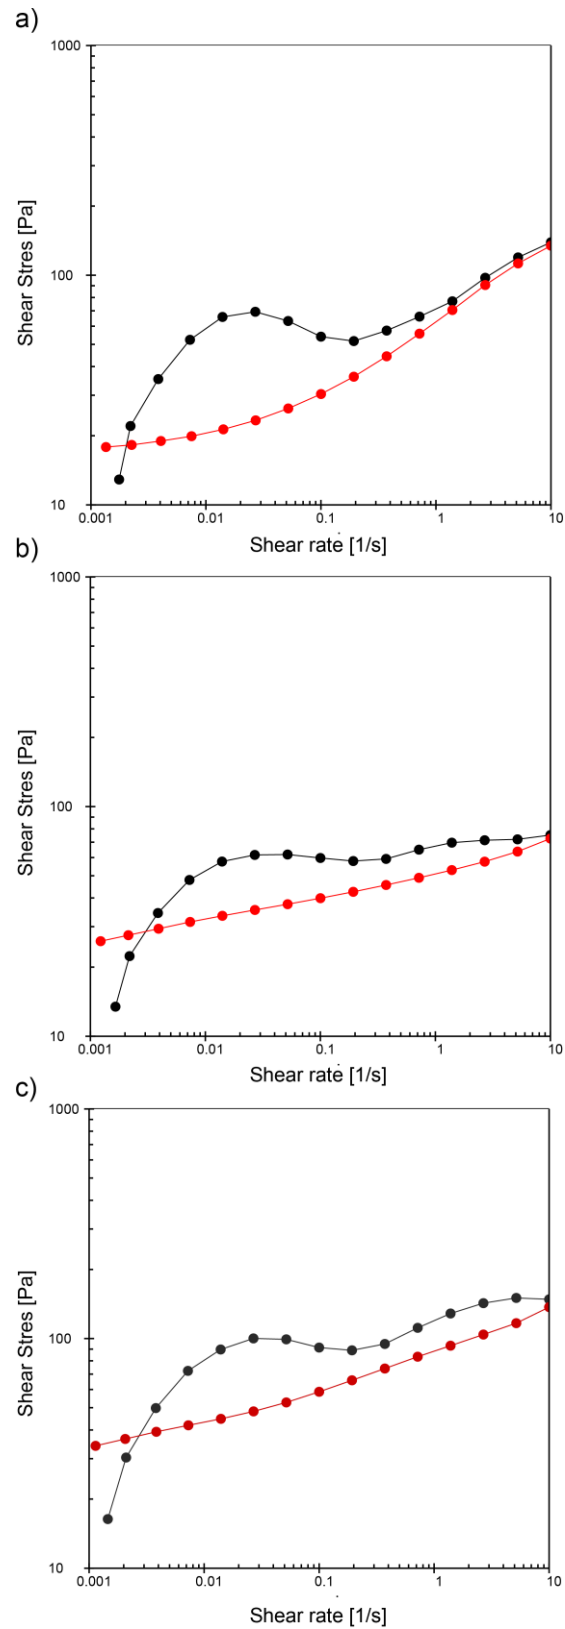 a)
1000
100
10
Shear Stres [Pa]
0.001 0.01 0.1 1 10
Shear rate [1/s]
b)
1000
100
10
Shear Stres [Pa]
0.001 0.01 0.1 1 10
Shear rate [1/s]
c)
1000
100
10
Shear Stres [Pa]
0.001 0.01 0.1 1 10
Shear rate [1/s]